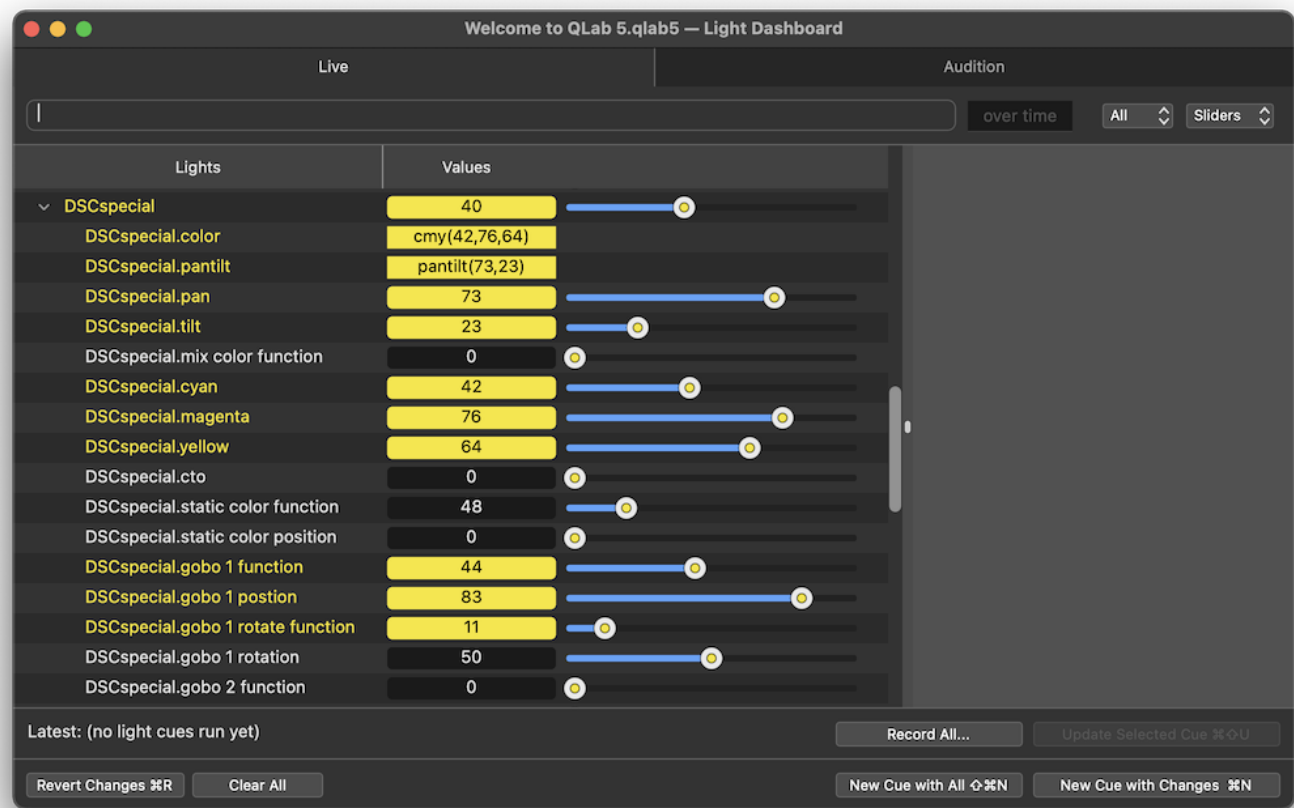 Welcome to QLab 5.qlab5 — Light Dashboard
Live Audition
over time All Sliders
Lights Values
DSCspecial 40
DSCspecial.color cmy(42,76,64)
DSCspecial.pantilt pantilt(73,23)
DSCspecial.pan 73
DSCspecial.tilt 23
DSCspecial.mix color function 0
DSCspecial.cyan 42
DSCspecial.magenta 76
DSCspecial.yellow 64
DSCspecial.cto 0
DSCspecial.static color function 48
DSCspecial.static color position 0
DSCspecial.gobo 1 function 44
DSCspecial.gobo 1 postion 83
DSCspecial.gobo 1 rotate function 11
DSCspecial.gobo 1 rotation 50
DSCspecial.gobo 2 function 0
Latest: (no light cues run yet) Record All... Update Selected Cue ⌘⇧U
Revert Changes ⌘R Clear All New Cue with All ⇧⌘N New Cue with Changes ⌘N